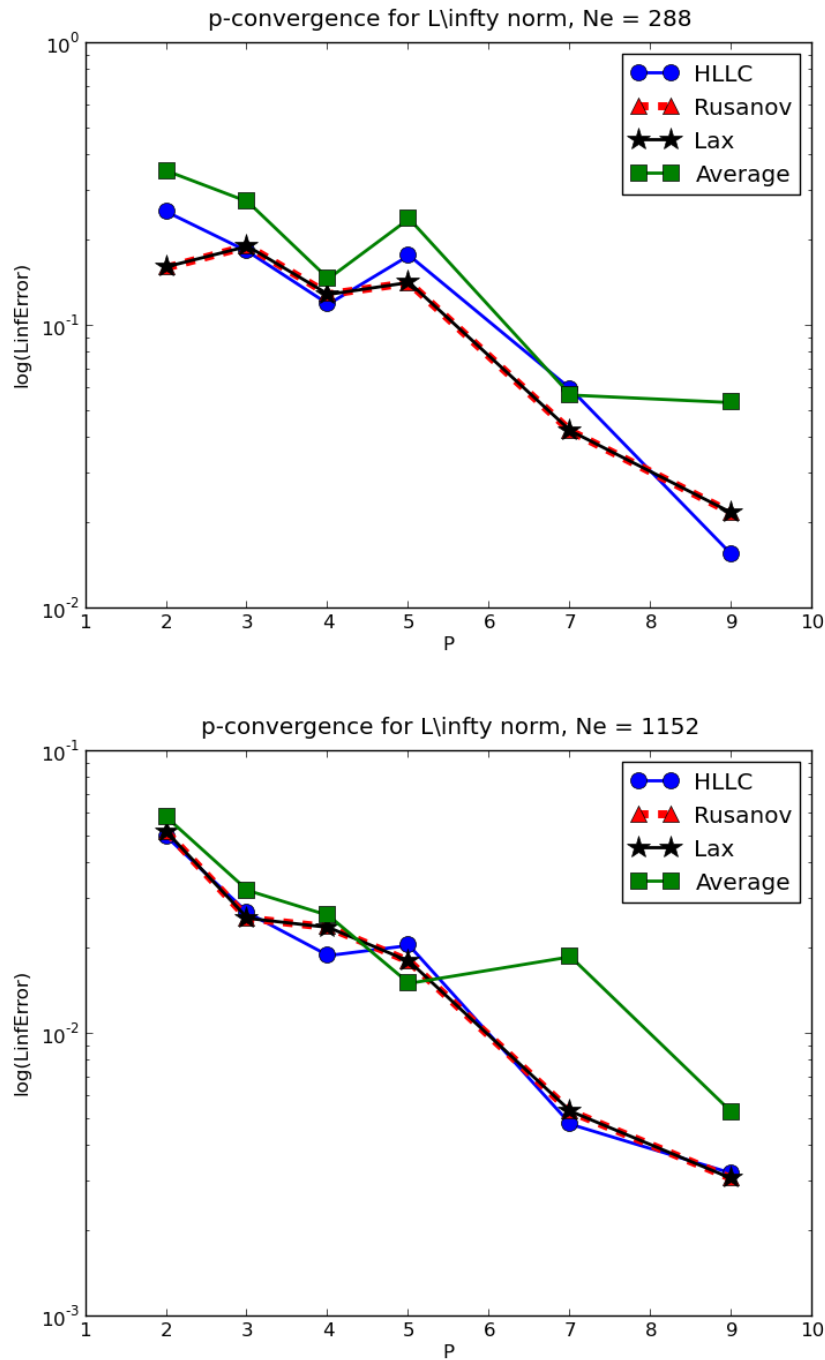 p-convergence for L\infty norm, Ne = 288
10^0
10^-1
10^-2
log(LinfError)
HLLC
Rusanov
Lax
Average
1 2 3 4 5 6 7 8 9 10
P
p-convergence for L\infty norm, Ne = 1152
10^-1
10^-2
10^-3
log(LinfError)
HLLC
Rusanov
Lax
Average
1 2 3 4 5 6 7 8 9 10
P